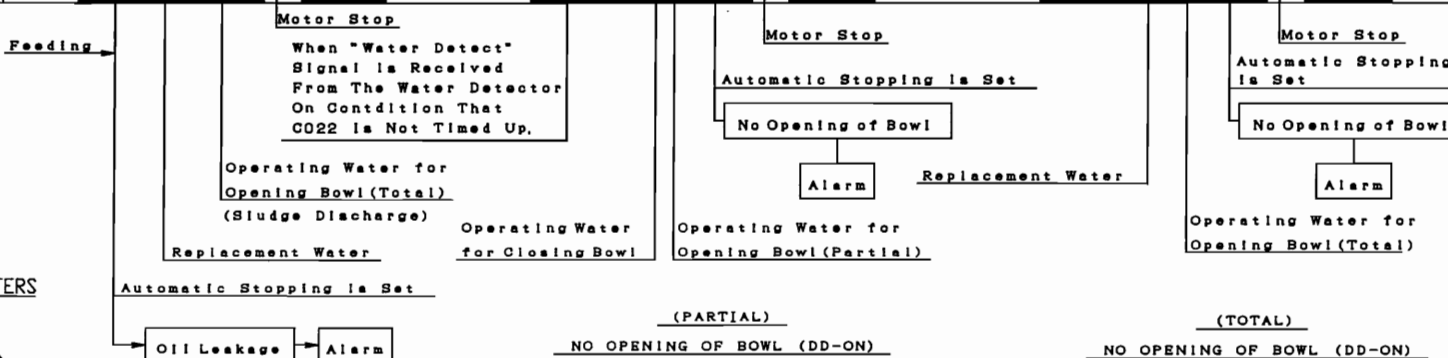 Motor Stop
Feeding
When "Water Detect"
Signal is Received
From The Water Detector
On Contdition That
C022 Is Not Timed Up.
Operating Water for
Opening Bowl(Total)
(Sludge Discharge)
Replacement Water
Operating Water
for Closing Bowl
TERS
Automatic Stopping is Set
Oil Leakage
Alarm
Motor Stop
Automatic Stopping is Set
No Opening of Bowl
Alarm
Replacement Water
Operating Water for
Opening Bowl(Partial)
(PARTIAL)
NO OPENING OF BOWL (DD-ON)
Motor Stop
Automatic Stopping
is Set
No Opening of Bowl
Alarm
Operating Water for
Opening Bowl(Total)
(TOTAL)
NO OPENING OF BOWL (DD-ON)